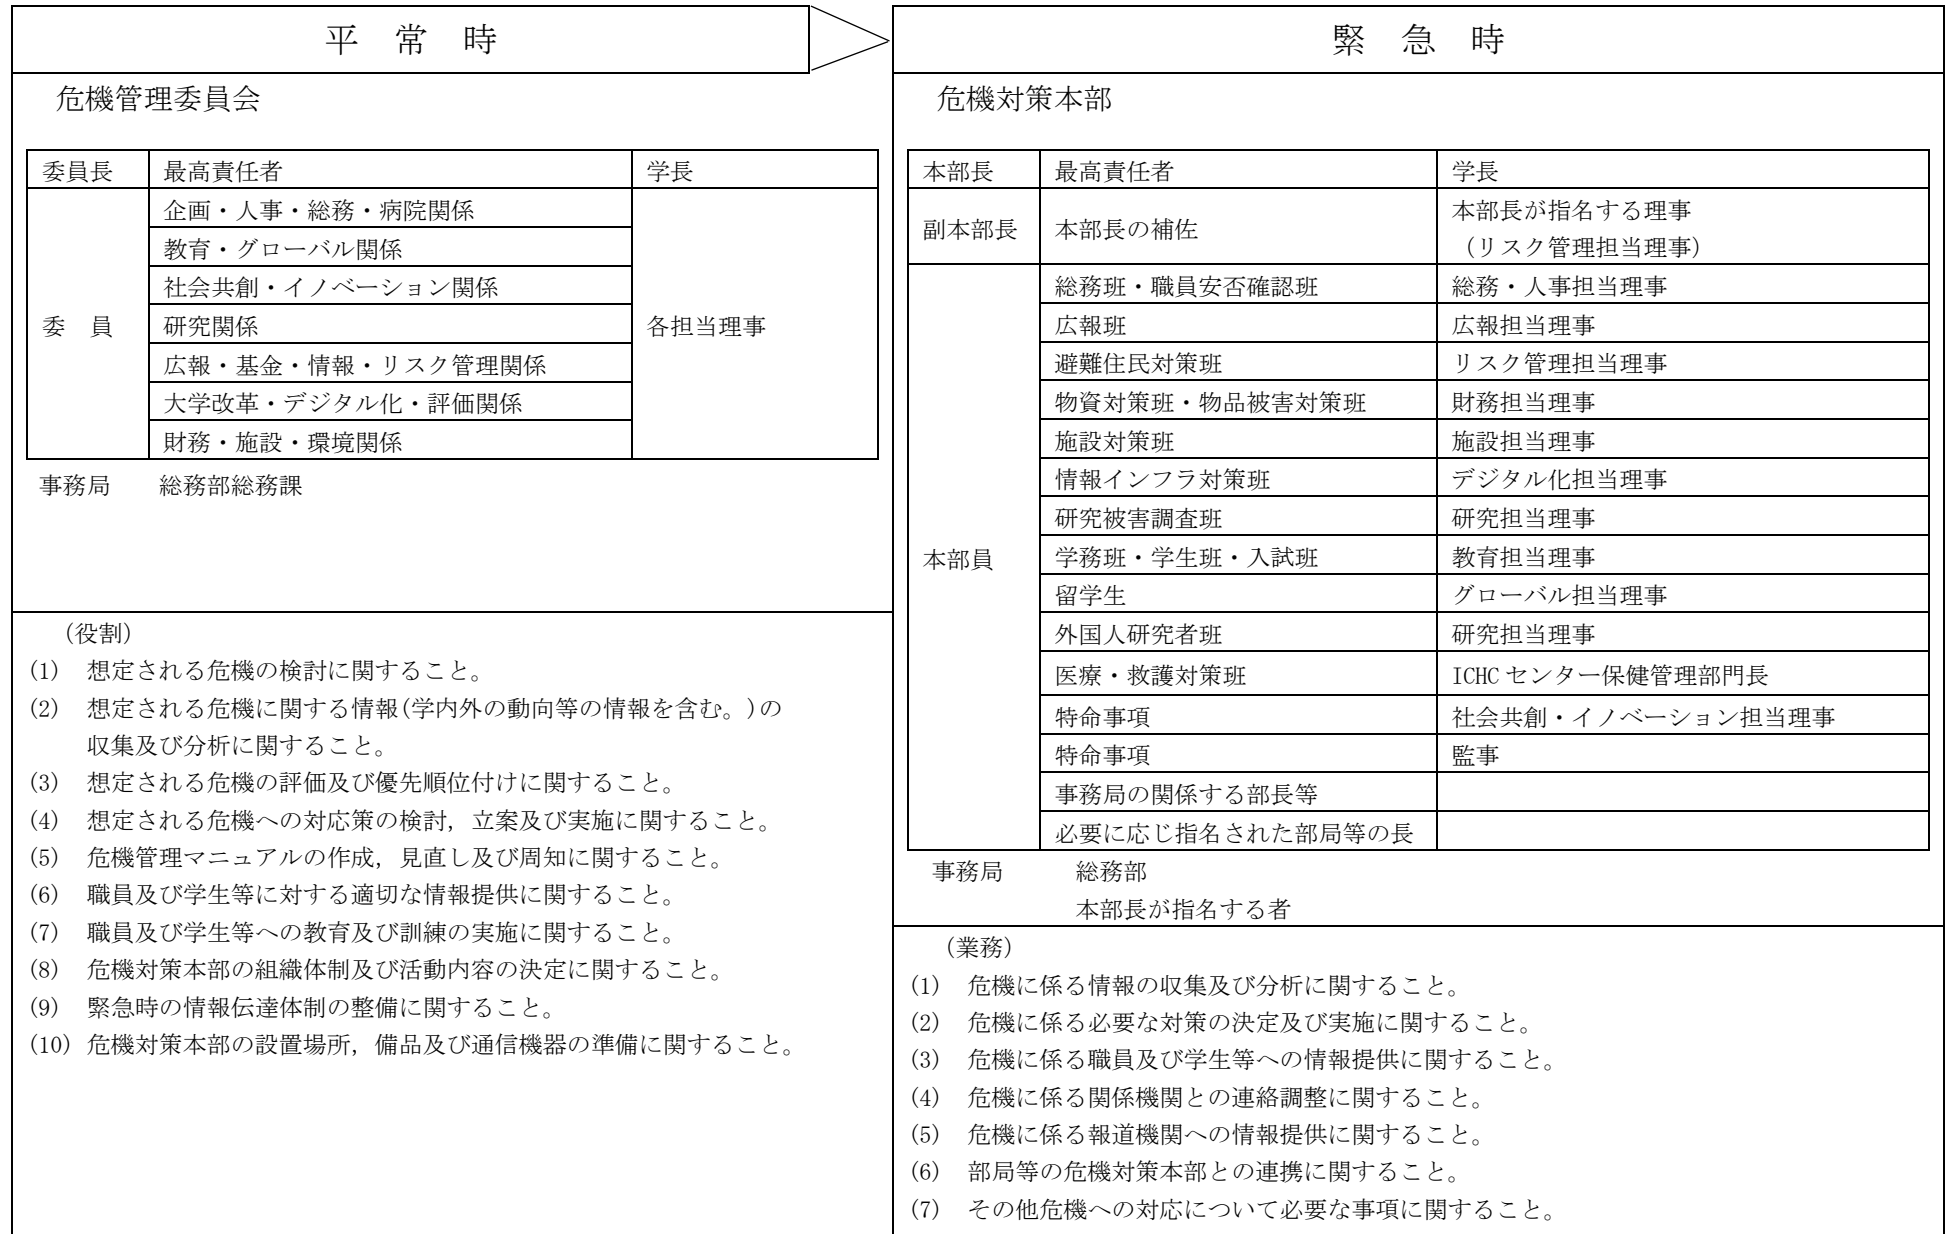 平　常　時
危機管理委員会
委員長 最高責任者 学長
委　員 各担当理事
企画・人事・総務・病院関係
教育・グローバル関係
社会共創・イノベーション関係
研究関係
広報・基金・情報・リスク管理関係
大学改革・デジタル化・評価関係
財務・施設・環境関係
事務局　　総務部総務課
（役割）
(1)　想定される危機の検討に関すること。
(2)　想定される危機に関する情報(学内外の動向等の情報を含む。)の
収集及び分析に関すること。
(3)　想定される危機の評価及び優先順位付けに関すること。
(4)　想定される危機への対応策の検討，立案及び実施に関すること。
(5)　危機管理マニュアルの作成，見直し及び周知に関すること。
(6)　職員及び学生等に対する適切な情報提供に関すること。
(7)　職員及び学生等への教育及び訓練の実施に関すること。
(8)　危機対策本部の組織体制及び活動内容の決定に関すること。
(9)　緊急時の情報伝達体制の整備に関すること。
(10)　危機対策本部の設置場所，備品及び通信機器の準備に関すること。
緊　急　時
危機対策本部
本部長 最高責任者 学長
副本部長 本部長の補佐 本部長が指名する理事
（リスク管理担当理事）
本部員
総務班・職員安否確認班 総務・人事担当理事
広報班 広報担当理事
避難住民対策班 リスク管理担当理事
物資対策班・物品被害対策班 財務担当理事
施設対策班 施設担当理事
情報インフラ対策班 デジタル化担当理事
研究被害調査班 研究担当理事
学務班・学生班・入試班 教育担当理事
留学生 グローバル担当理事
外国人研究者班 研究担当理事
医療・救護対策班 ICHC センター保健管理部門長
特命事項 社会共創・イノベーション担当理事
特命事項 監事
事務局の関係する部長等
必要に応じ指名された部局等の長
事務局　　　総務部
本部長が指名する者
（業務）
(1)　危機に係る情報の収集及び分析に関すること。
(2)　危機に係る必要な対策の決定及び実施に関すること。
(3)　危機に係る職員及び学生等への情報提供に関すること。
(4)　危機に係る関係機関との連絡調整に関すること。
(5)　危機に係る報道機関への情報提供に関すること。
(6)　部局等の危機対策本部との連携に関すること。
(7)　その他危機への対応について必要な事項に関すること。